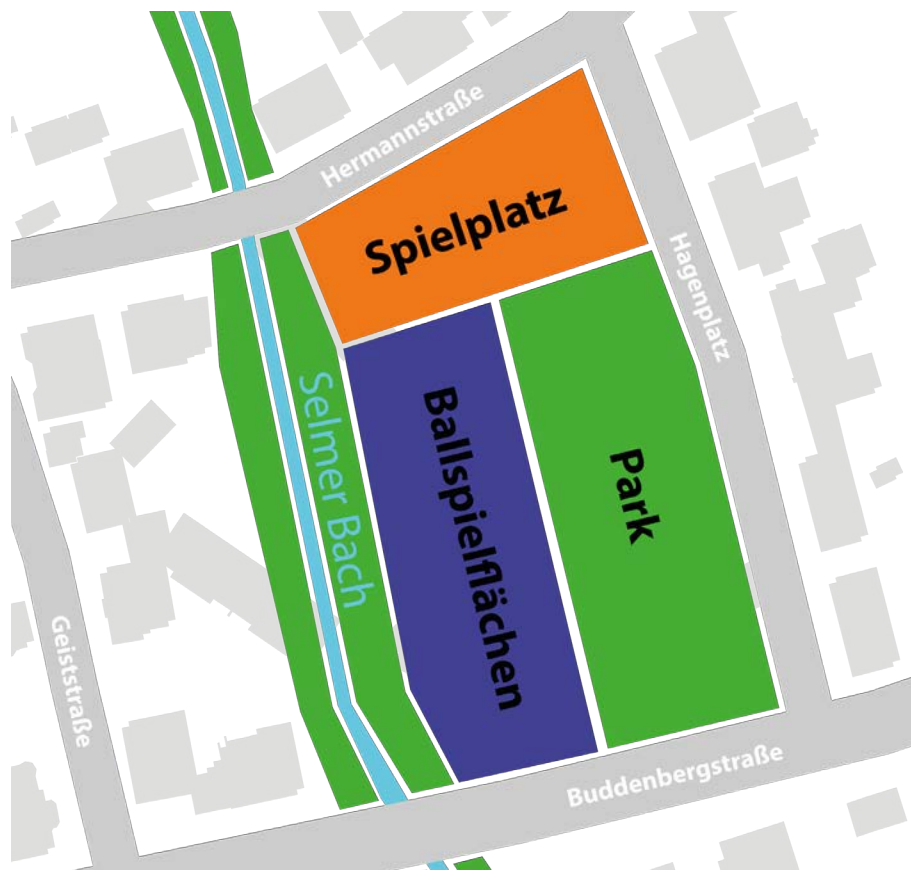 Hermannstraße
Spielplatz
Hagenplatz
Selmer Bach
Ballspielflächen
Park
Geiststraße
Buddenbergstraße